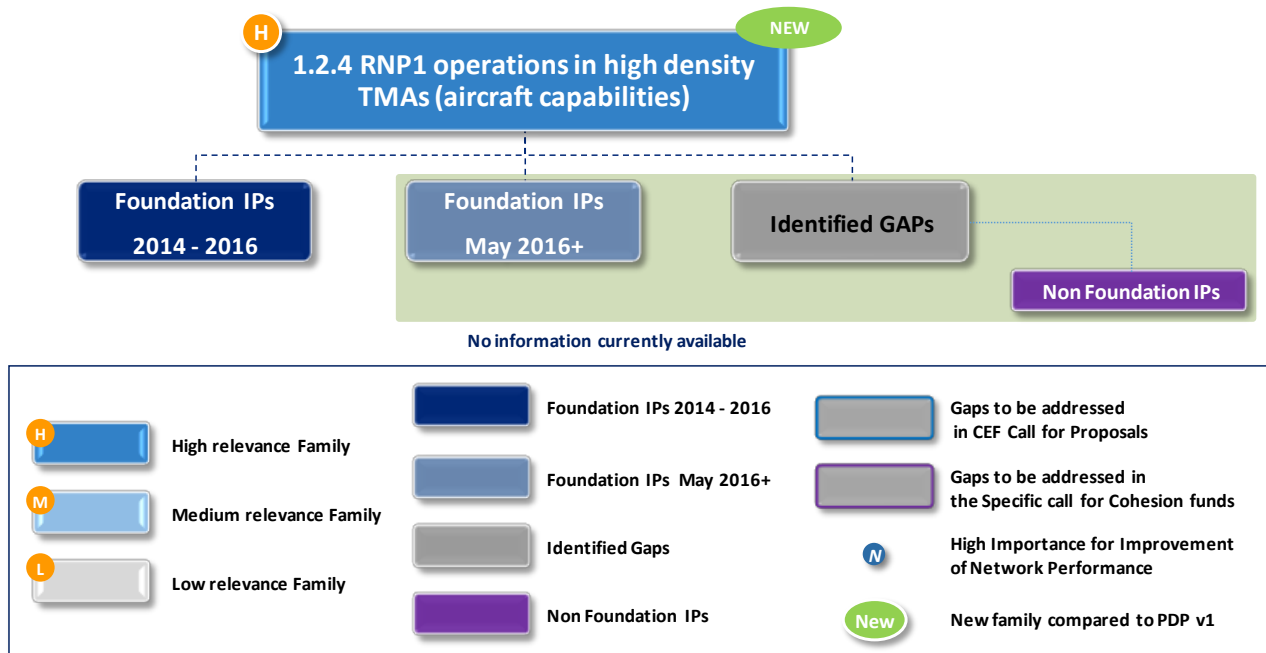 H
NEW
1.2.4 RNP1 operations in high density
TMAs (aircraft capabilities)
Foundation IPs
2014 - 2016
Foundation IPs
May 2016+
Identified GAPs
Non Foundation IPs
No information currently available
H
High relevance Family
M
Medium relevance Family
L
Low relevance Family
Foundation IPs 2014 - 2016
Foundation IPs May 2016+
Identified Gaps
Non Foundation IPs
Gaps to be addressed
in CEF Call for Proposals
Gaps to be addressed in
the Specific call for Cohesion funds
N
High Importance for Improvement
of Network Performance
New
New family compared to PDP v1